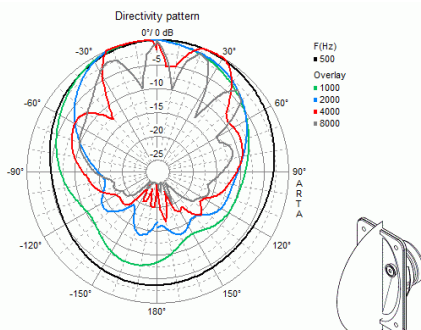 Directivity pattern
0°/ 0 dB
-30°
30°
-5
-60°
60°
-10
-15
-20
-25
-90°
90°
A
R
T
A
-120°
120°
-150°
150°
180°
F(Hz)
500
Overlay
1000
2000
4000
8000